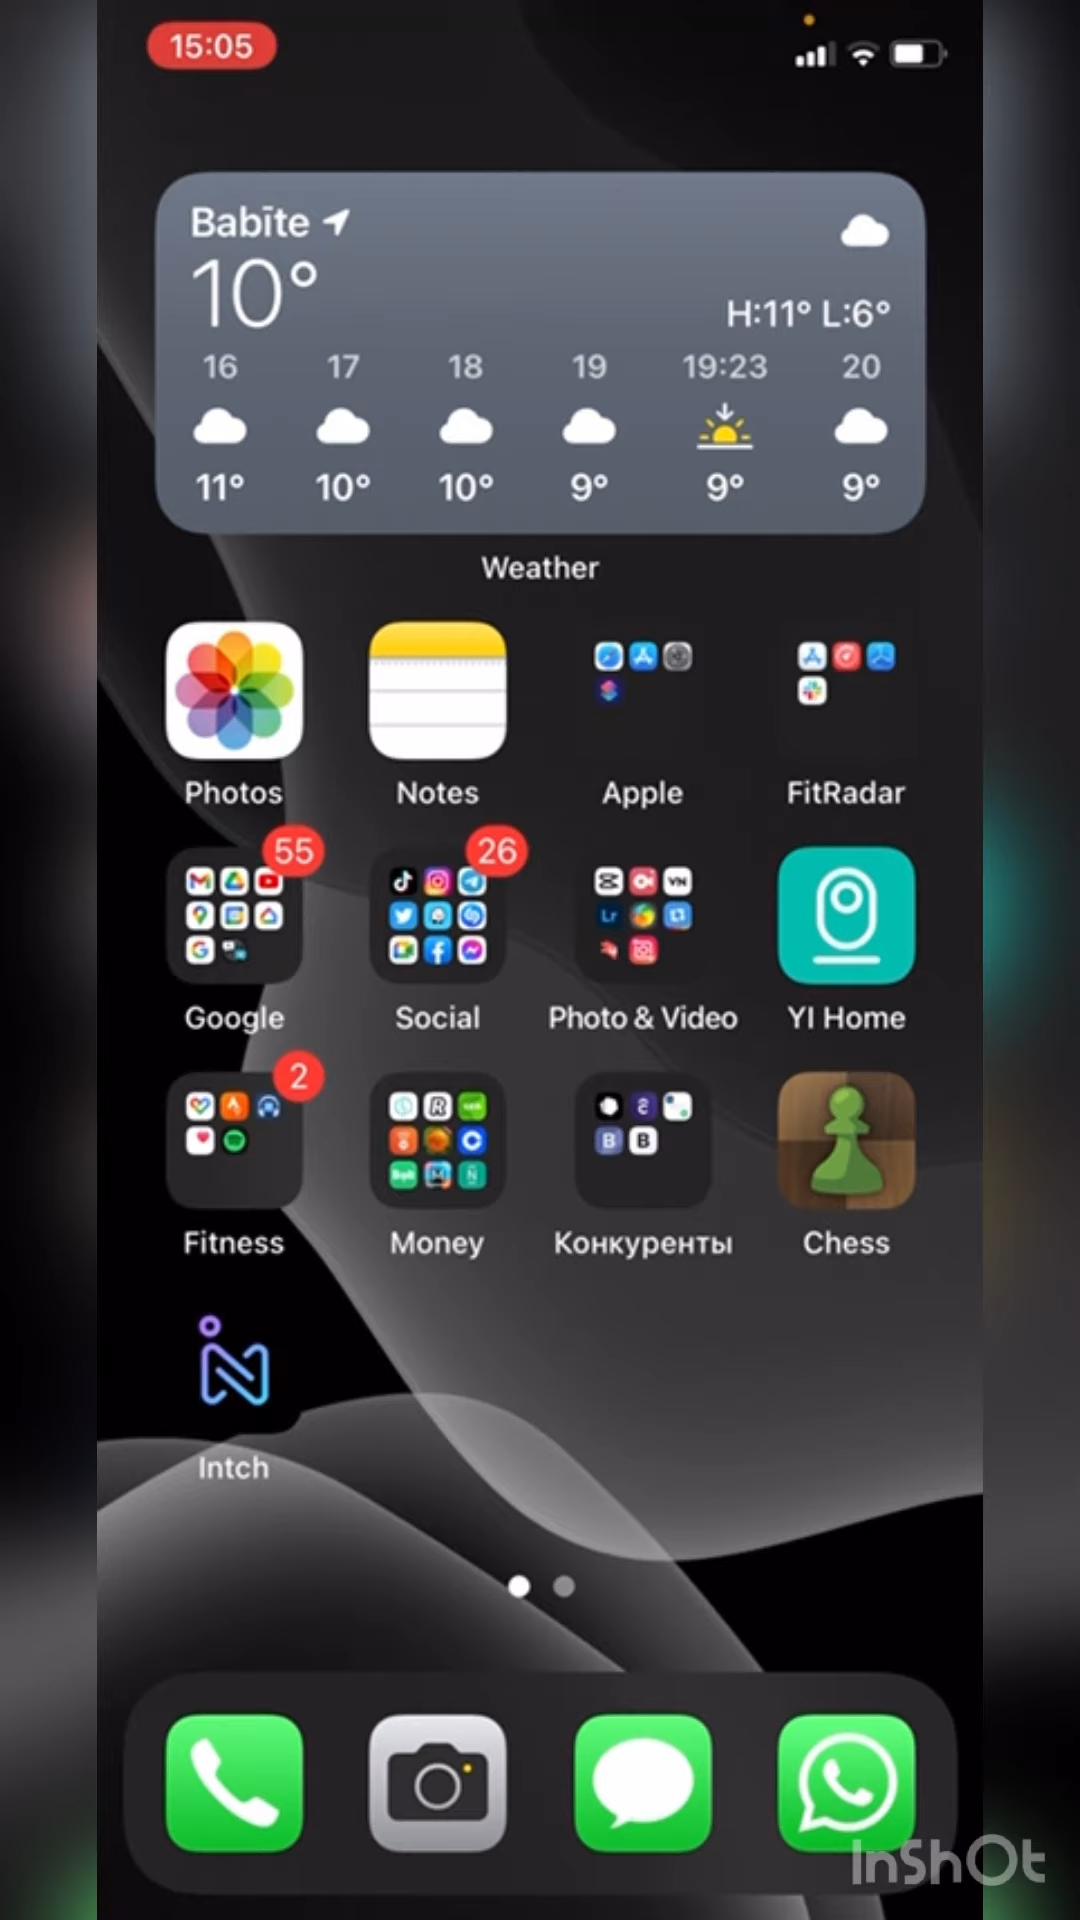 15:05
Babīte
10°
H:11° L:6°
16 17 18 19 19:23 20
11° 10° 10° 9° 9° 9°
Weather
Photos Notes Apple FitRadar
55 26
VN
Lr
Google Social Photo & Video YI Home
2
Fitness Money Конкуренты Chess
Intch
InShOt